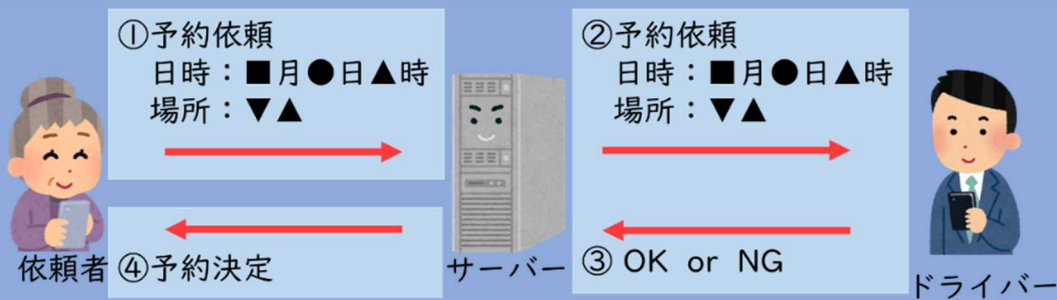 ①予約依頼
日時：■月●日▲時
場所：▼▲
②予約依頼
日時：■月●日▲時
場所：▼▲
③ OK or NG
④予約決定
依頼者
サーバー
ドライバー